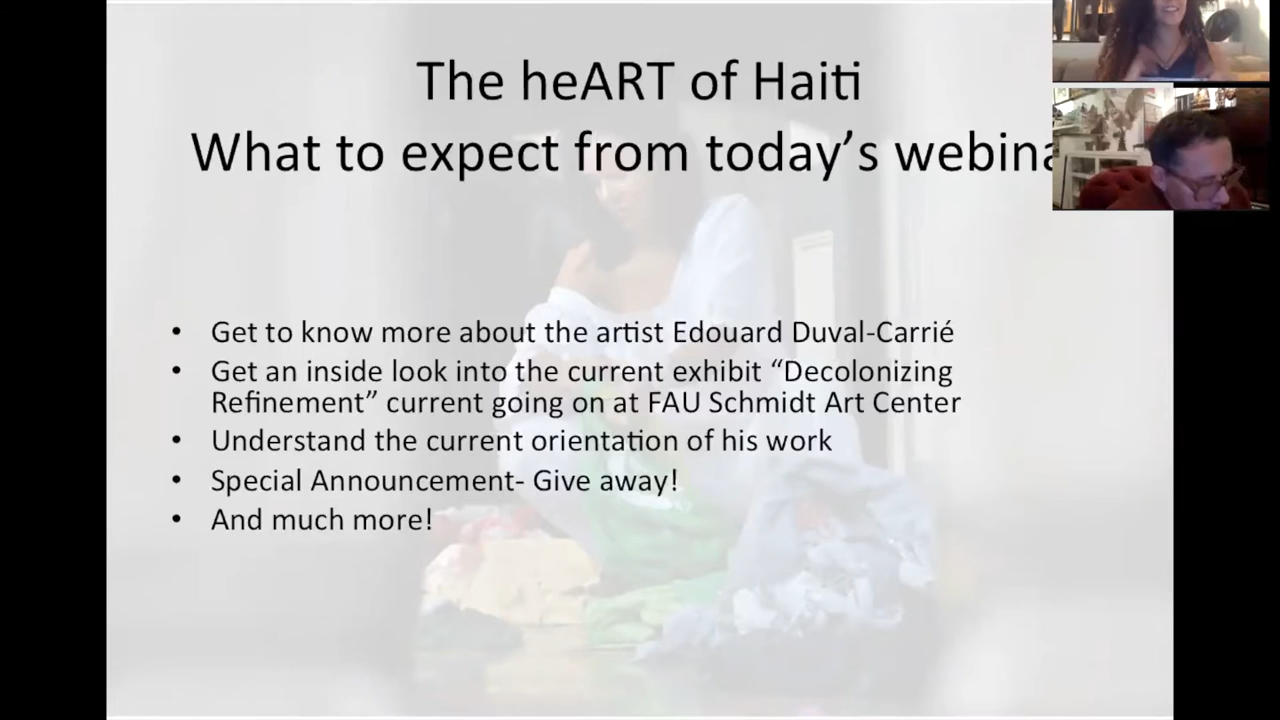 The heART of Haiti
What to expect from today’s
• Get to know more about the artist Edouard Duval-Carrié
• Get an inside look into the current exhibit “Decolonizing
Refinement” current going on at FAU Schmidt Art Center
• Understand the current orientation of his work
• Special Announcement- Give away!
• And much more!